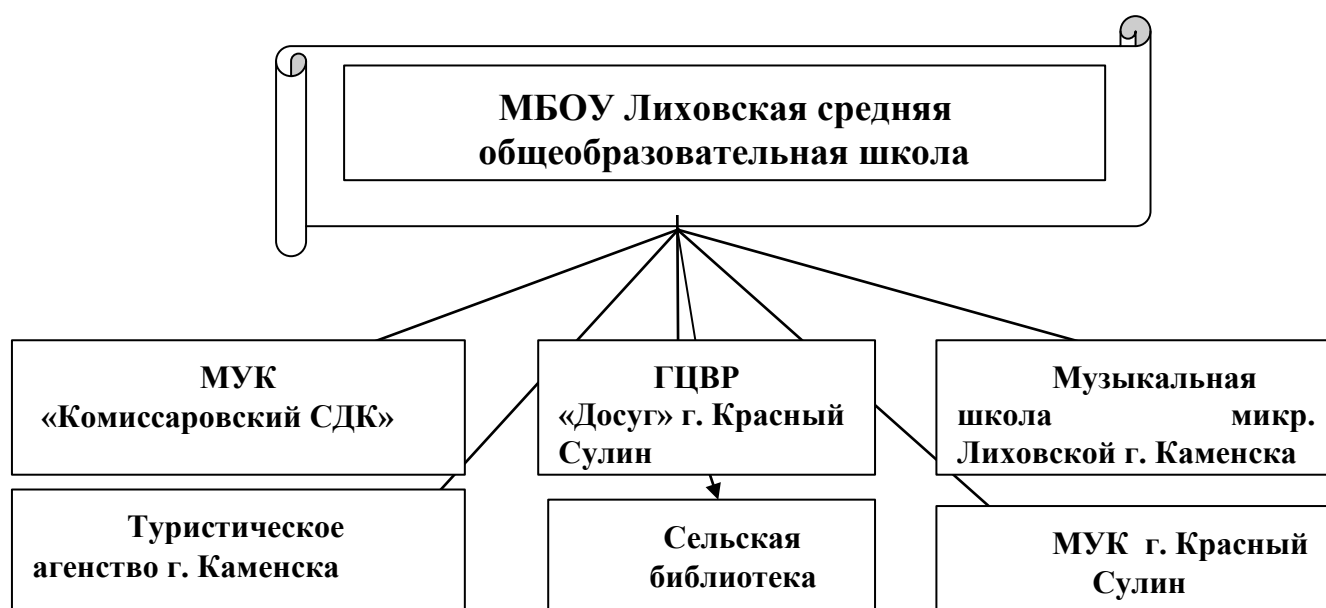 МБОУ Лиховская средняя
общеобразовательная школа
МУК
«Комиссаровский СДК»
ГЦВР
«Досуг» г. Красный
Сулин
Музыкальная
школа микр.
Лиховской г. Каменска
Туристическое
агенство г. Каменска
Сельская
библиотека
МУК г. Красный
Сулин